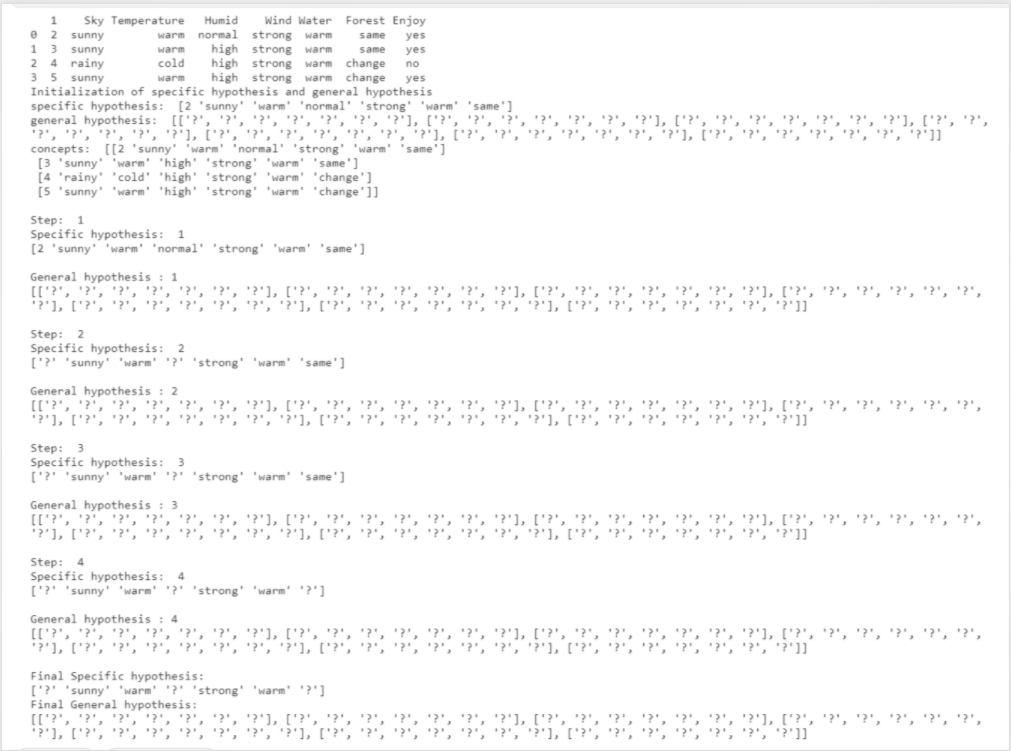 1 Sky Temperature Humid Wind Water Forest Enjoy
0 2 sunny warm normal strong warm same yes
1 3 sunny warm high strong warm same yes
2 4 rainy cold high strong warm change no
3 5 sunny warm high strong warm change yes
Initialization of specific hypothesis and general hypothesis
specific hypothesis: [2 'sunny' 'warm' 'normal' 'strong' 'warm' 'same']
general hypothesis: [['?', '?', '?', '?', '?', '?', '?'], ['?', '?', '?', '?', '?', '?', '?'], ['?', '?', '?', '?', '?', '?', '?'], ['?', '?',
'?', '?', '?', '?', '?'], ['?', '?', '?', '?', '?', '?', '?'], ['?', '?', '?', '?', '?', '?', '?'], ['?', '?', '?', '?', '?', '?', '?']]
concepts: [[2 'sunny' 'warm' 'normal' 'strong' 'warm' 'same']
[3 'sunny' 'warm' 'high' 'strong' 'warm' 'same']
[4 'rainy' 'cold' 'high' 'strong' 'warm' 'change']
[5 'sunny' 'warm' 'high' 'strong' 'warm' 'change']]
Step: 1
Specific hypothesis: 1
[2 'sunny' 'warm' 'normal' 'strong' 'warm' 'same']
General hypothesis : 1
[['?', '?', '?', '?', '?', '?', '?'], ['?', '?', '?', '?', '?', '?', '?'], ['?', '?', '?', '?', '?', '?', '?'], ['?', '?', '?', '?', '?', '?',
'?'], ['?', '?', '?', '?', '?', '?', '?'], ['?', '?', '?', '?', '?', '?', '?'], ['?', '?', '?', '?', '?', '?', '?']]
Step: 2
Specific hypothesis: 2
['?' 'sunny' 'warm' '?' 'strong' 'warm' 'same']
General hypothesis : 2
[['?', '?', '?', '?', '?', '?', '?'], ['?', '?', '?', '?', '?', '?', '?'], ['?', '?', '?', '?', '?', '?', '?'], ['?', '?', '?', '?', '?', '?',
'?'], ['?', '?', '?', '?', '?', '?', '?'], ['?', '?', '?', '?', '?', '?', '?'], ['?', '?', '?', '?', '?', '?', '?']]
Step: 3
Specific hypothesis: 3
['?' 'sunny' 'warm' '?' 'strong' 'warm' 'same']
General hypothesis : 3
[['?', '?', '?', '?', '?', '?', '?'], ['?', '?', '?', '?', '?', '?', '?'], ['?', '?', '?', '?', '?', '?', '?'], ['?', '?', '?', '?', '?', '?',
'?'], ['?', '?', '?', '?', '?', '?', '?'], ['?', '?', '?', '?', '?', '?', '?'], ['?', '?', '?', '?', '?', '?', '?']]
Step: 4
Specific hypothesis: 4
['?' 'sunny' 'warm' '?' 'strong' 'warm' '?']
General hypothesis : 4
[['?', '?', '?', '?', '?', '?', '?'], ['?', '?', '?', '?', '?', '?', '?'], ['?', '?', '?', '?', '?', '?', '?'], ['?', '?', '?', '?', '?', '?',
'?'], ['?', '?', '?', '?', '?', '?', '?'], ['?', '?', '?', '?', '?', '?', '?'], ['?', '?', '?', '?', '?', '?', '?']]
Final Specific hypothesis:
['?' 'sunny' 'warm' '?' 'strong' 'warm' '?']
Final General hypothesis:
[['?', '?', '?', '?', '?', '?', '?'], ['?', '?', '?', '?', '?', '?', '?'], ['?', '?', '?', '?', '?', '?', '?'], ['?', '?', '?', '?', '?', '?',
'?'], ['?', '?', '?', '?', '?', '?', '?'], ['?', '?', '?', '?', '?', '?', '?'], ['?', '?', '?', '?', '?', '?', '?']]